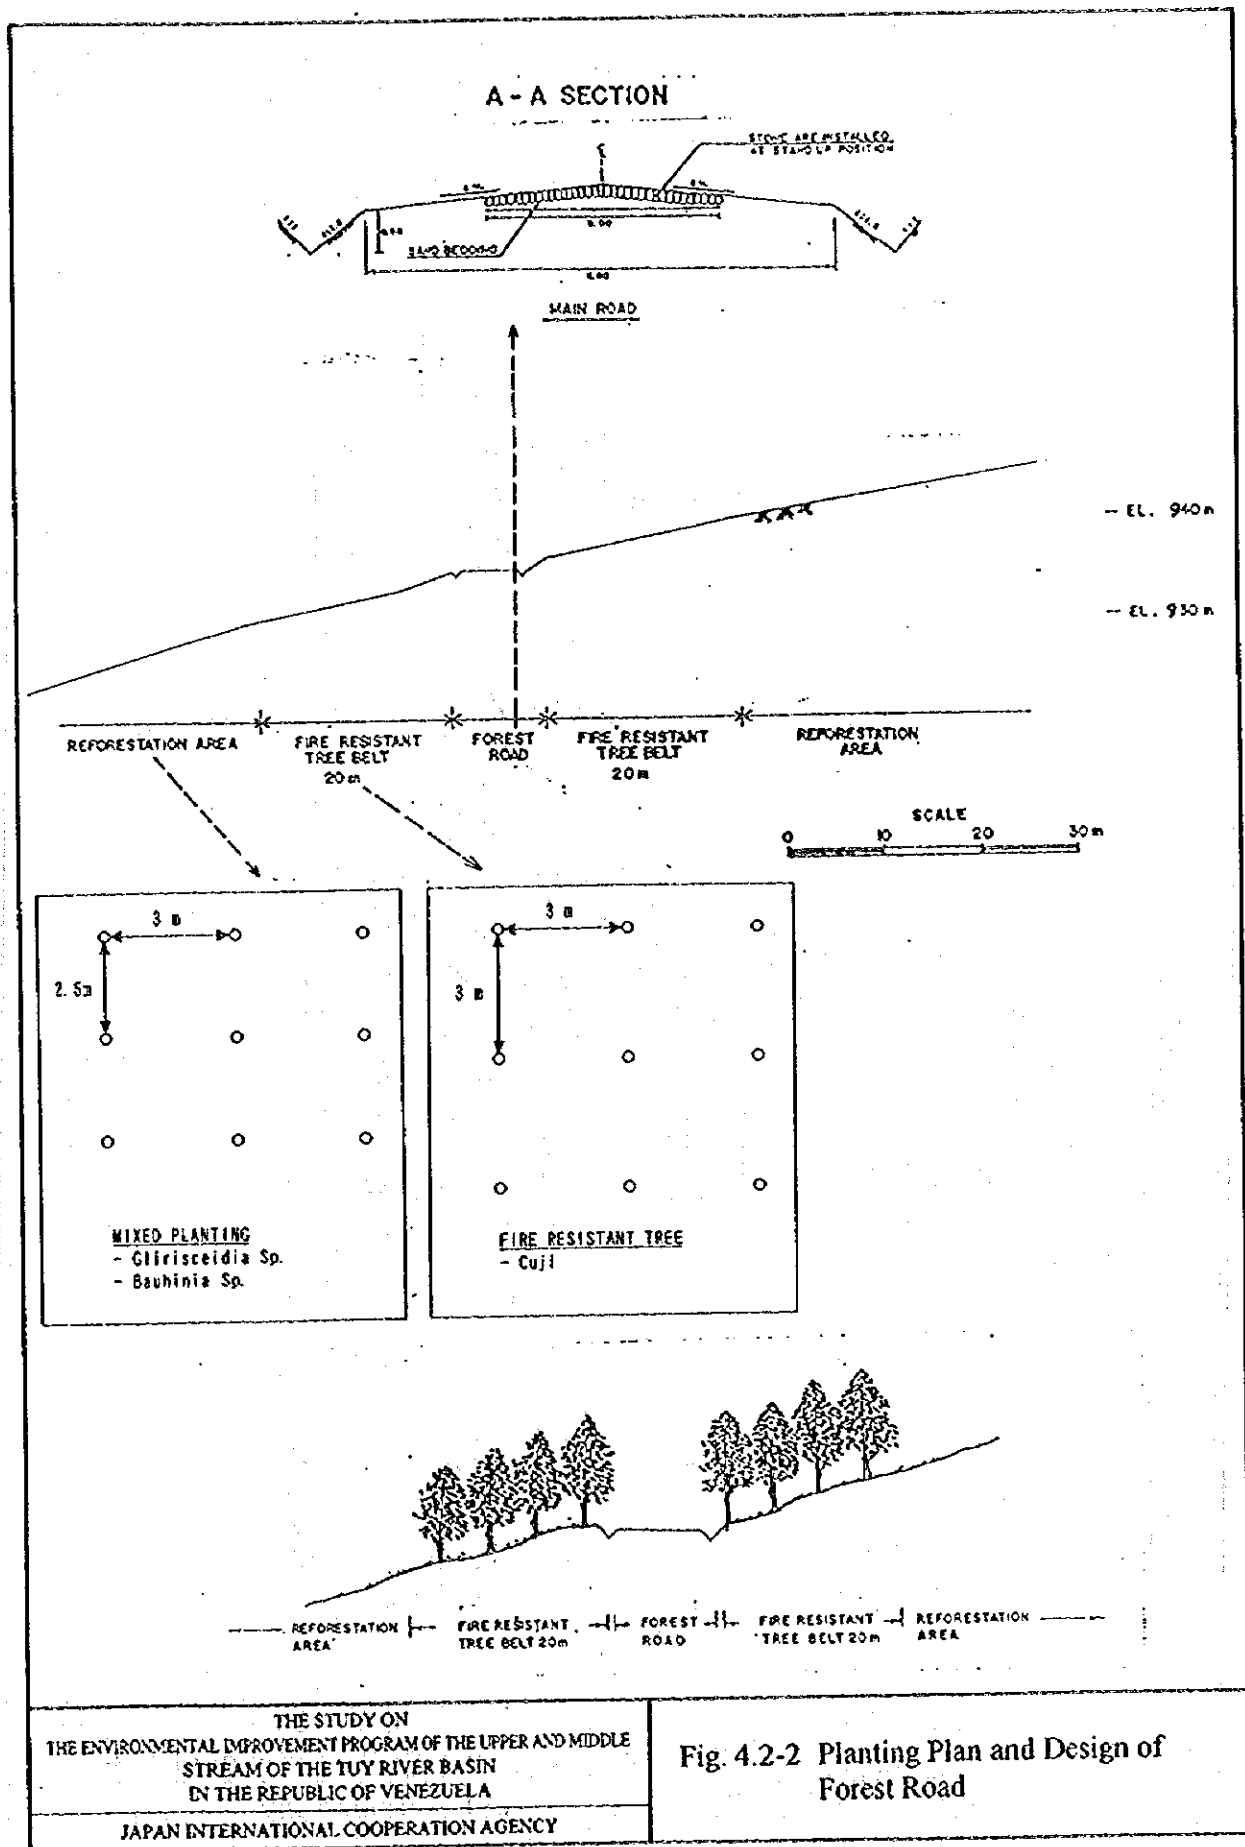 A - A SECTION
STONE ARE INSTALLED
AT STAND UP POSITION
SAND BEDDING
MAIN ROAD
EL. 940 m
EL. 930 m
REFORESTATION AREA
FIRE RESISTANT
TREE BELT
20 m
FOREST
ROAD
FIRE RESISTANT
TREE BELT
20 m
REFORESTATION
AREA
SCALE
0 10 20 30 m
3 m
2.5m
MIXED PLANTING
- Glirisceidia Sp.
- Bauhinia Sp.
3 m
3 m
FIRE RESISTANT TREE
- Cuji
REFORESTATION
AREA
FIRE RESISTANT
TREE BELT 20m
FOREST
ROAD
FIRE RESISTANT
TREE BELT 20m
REFORESTATION
AREA
THE STUDY ON
THE ENVIRONMENTAL IMPROVEMENT PROGRAM OF THE UPPER AND MIDDLE
STREAM OF THE TUY RIVER BASIN
IN THE REPUBLIC OF VENEZUELA
JAPAN INTERNATIONAL COOPERATION AGENCY
Fig. 4.2-2 Planting Plan and Design of
Forest Road